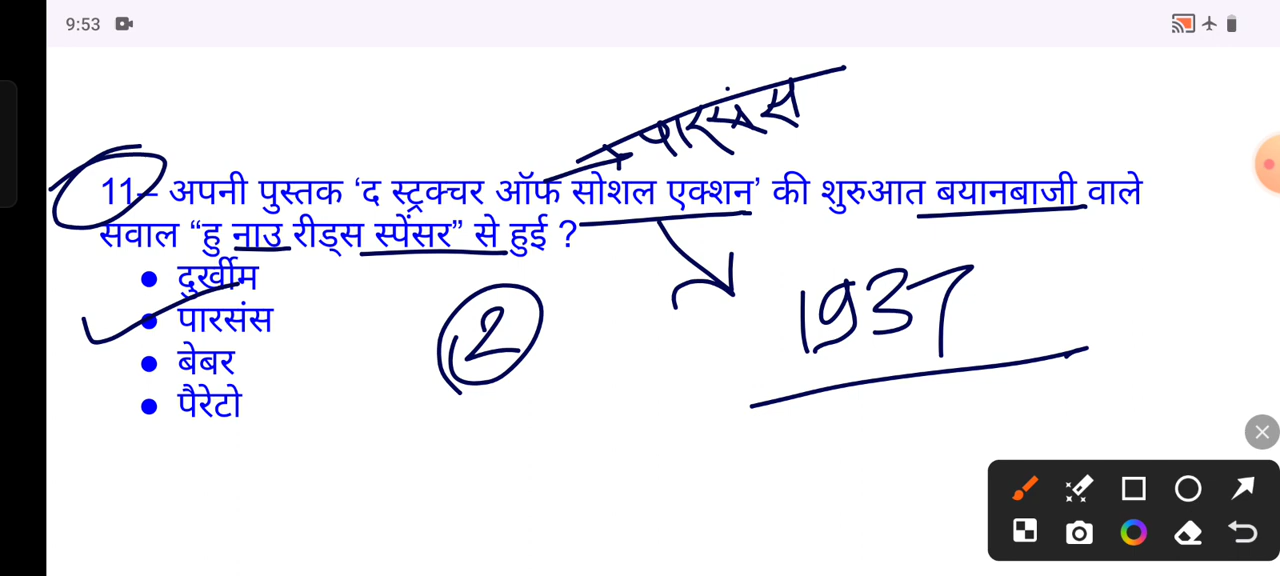 9:53
→ पारसंस
11– अपनी पुस्तक ‘द स्ट्रक्चर ऑफ सोशल एक्शन’ की शुरुआत बयानबाजी वाले
सवाल “हु नाउ रीड्स स्पेंसर” से हुई ?
● दुर्खीम
● पारसंस
● बेबर
● पैरेटो
2
1937